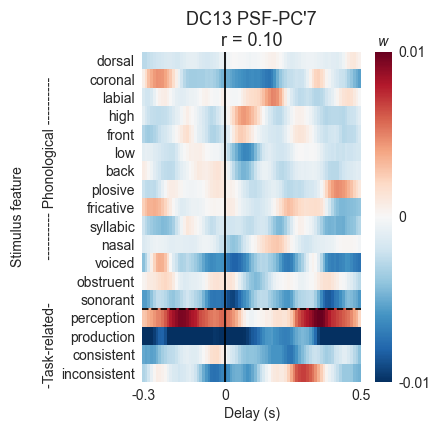 DC13 PSF-PC'7
r = 0.10
w
dorsal
coronal
labial
high
front
low
back
plosive
fricative
syllabic
nasal
voiced
obstruent
sonorant
perception
production
consistent
inconsistent
Stimulus feature
-Task-related- ----------- Phonological ----------
0.01
0
-0.01
-0.3 0 0.5
Delay (s)